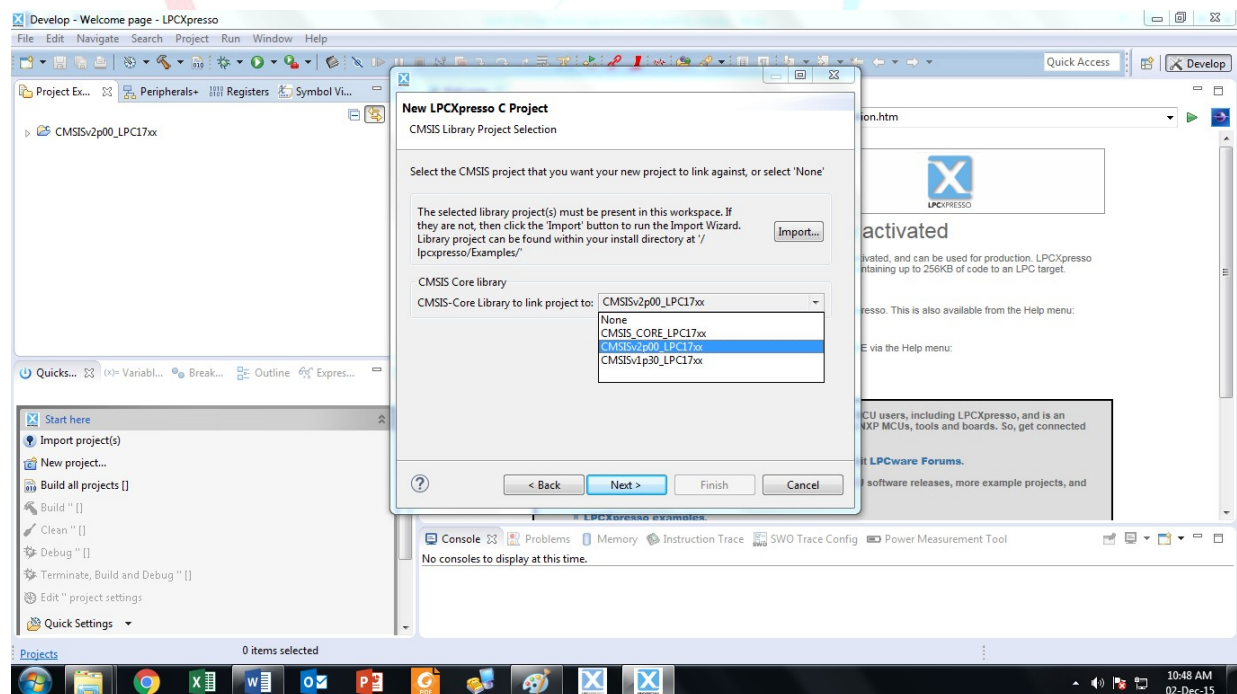 Develop - Welcome page - LPCXpresso
File Edit Navigate Search Project Run Window Help
Quick Access
Develop
Project Ex...
Peripherals+
Registers
Symbol Vi...
CMSISv2p00_LPC17xx
New LPCXpresso C Project
CMSIS Library Project Selection
Select the CMSIS project that you want your new project to link against, or select 'None'
The selected library project(s) must be present in this workspace. If
they are not, then click the 'Import' button to run the Import Wizard.
Library project can be found within your install directory at '/
lpcxpresso/Examples/'
Import...
CMSIS Core library
CMSIS-Core Library to link project to: CMSISv2p00_LPC17xx
None
CMSIS_CORE_LPC17xx
CMSISv2p00_LPC17xx
CMSISv1p30_LPC17xx
< Back
Next >
Finish
Cancel
ion.htm
LPCXPRESSO
activated
ivated, and can be used for production. LPCXpresso
ntaining up to 256KB of code to an LPC target.
resso. This is also available from the Help menu:
E via the Help menu:
CU users, including LPCXpresso, and is an
NXP MCUs, tools and boards. So, get connected
it LPCware Forums.
software releases, more example projects, and
LPCXpresso examples.
Quicks...
(x)= Variabl...
Break...
Outline
Expres...
Start here
Import project(s)
New project...
Build all projects []
Build '' []
Clean '' []
Debug '' []
Terminate, Build and Debug '' []
Edit '' project settings
Quick Settings
Console
Problems
Memory
Instruction Trace
SWO Trace Config
Power Measurement Tool
No consoles to display at this time.
Projects
0 items selected
10:48 AM
02-Dec-15